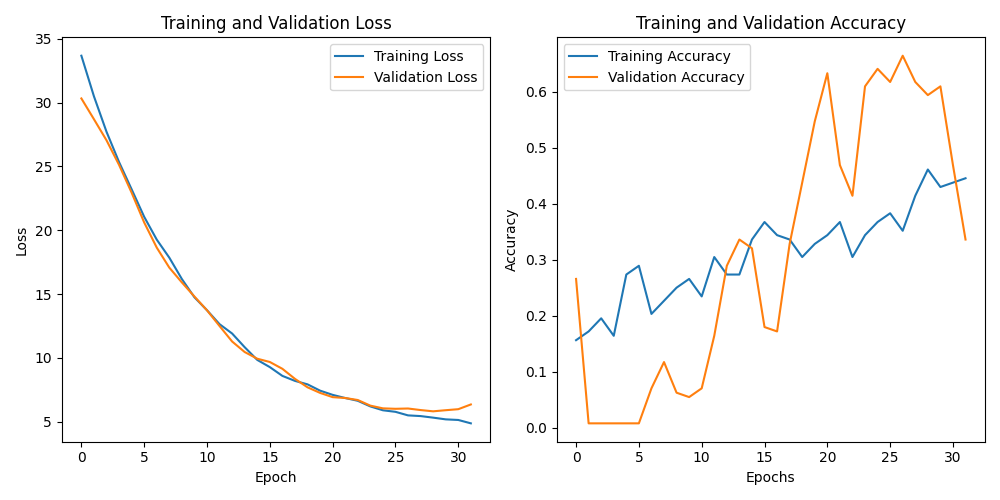 Training and Validation Loss
35
30
25
20
15
10
5
Loss
0 5 10 15 20 25 30
Epoch
Training Loss
Validation Loss
Training and Validation Accuracy
0.6
0.5
0.4
0.3
0.2
0.1
0.0
Accuracy
0 5 10 15 20 25 30
Epochs
Training Accuracy
Validation Accuracy